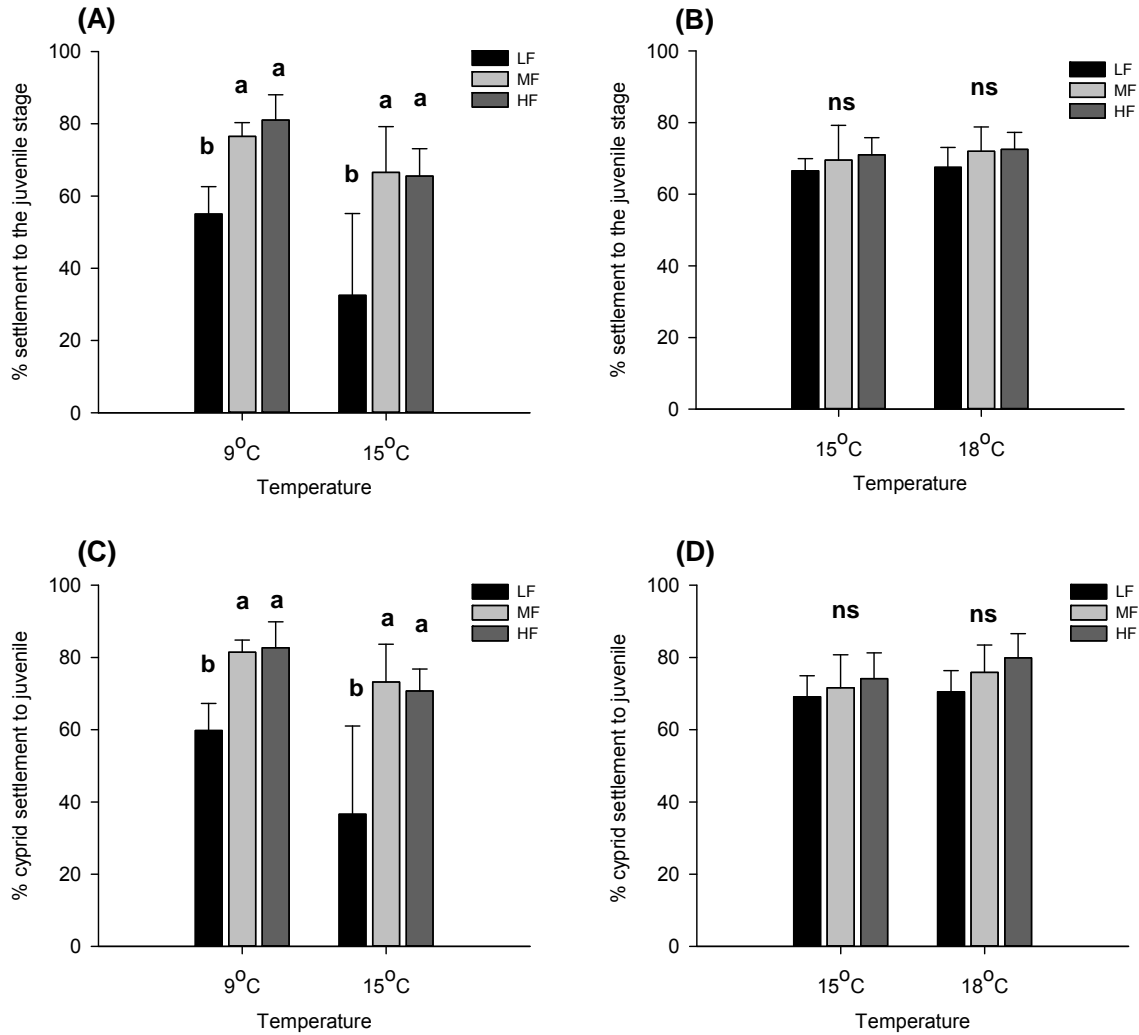 (A)
% settlement to the juvenile stage
100
80
60
40
20
0
b
a
a
b
a
a
LF
MF
HF
9°C
15°C
Temperature
(B)
% settlement to the juvenile stage
100
80
60
40
20
0
ns
ns
LF
MF
HF
15°C
18°C
Temperature
(C)
% cyprid settlement to juvenile
100
80
60
40
20
0
b
a
a
b
a
a
LF
MF
HF
9°C
15°C
Temperature
(D)
% cyprid settlement to juvenile
100
80
60
40
20
0
ns
ns
LF
MF
HF
15°C
18°C
Temperature